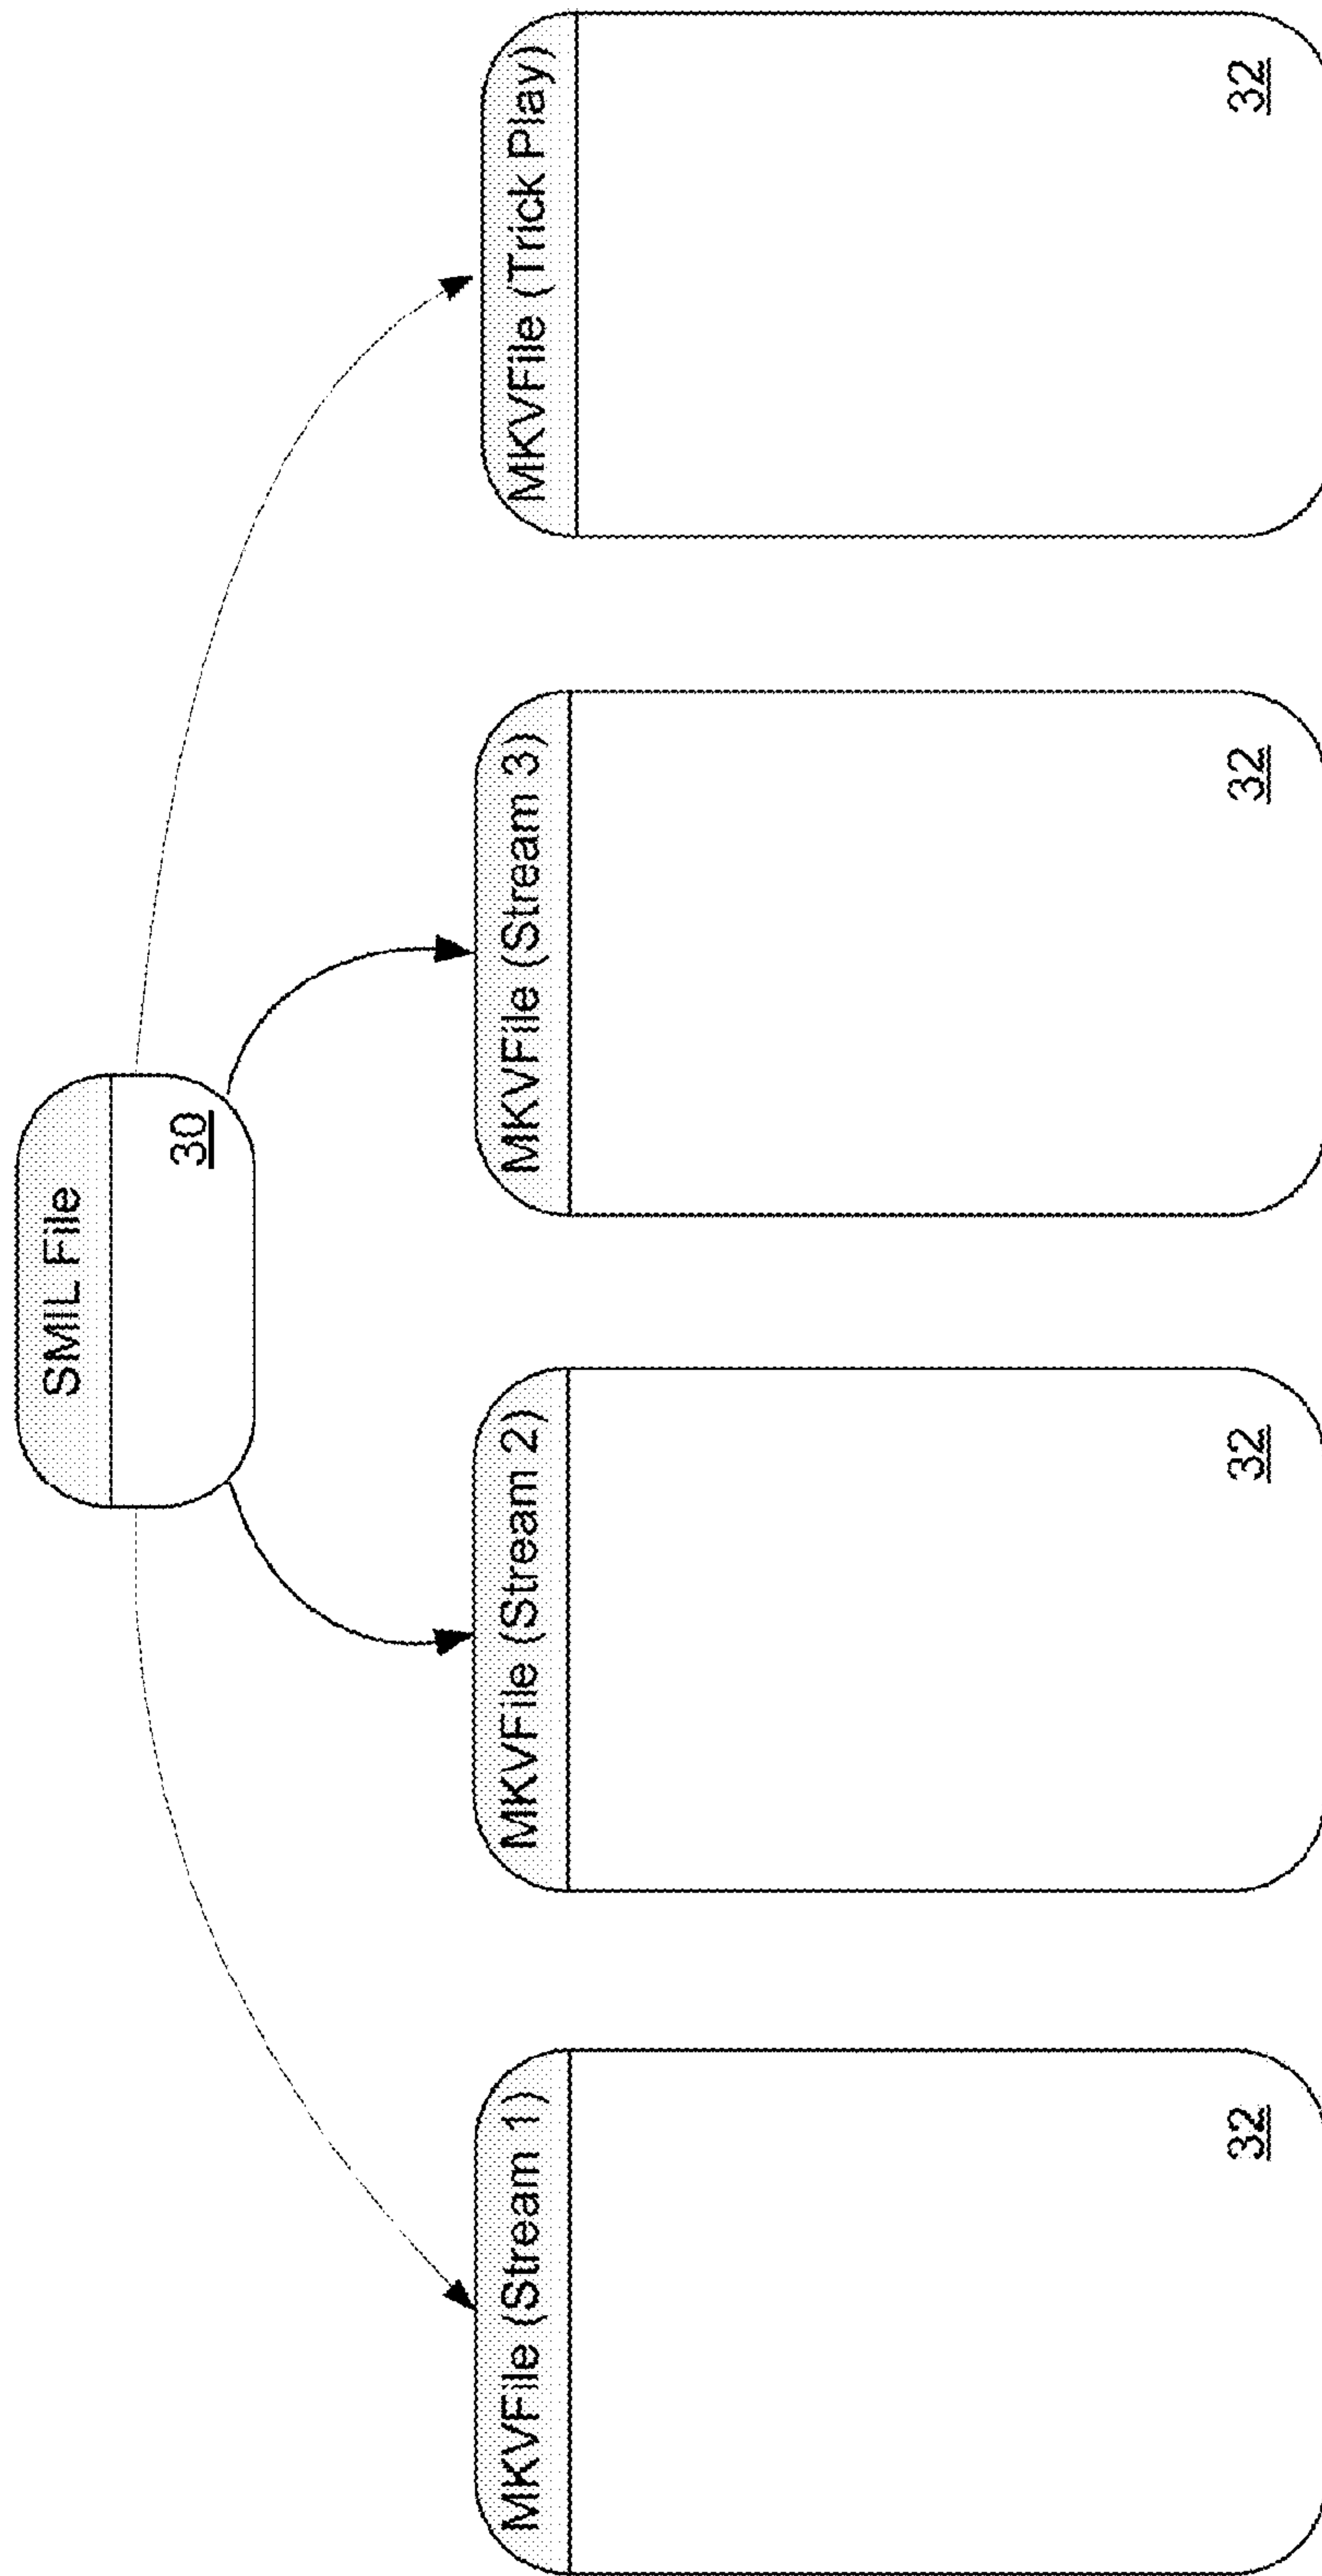 SMIL File
30
MKVFile (Stream 1)
MKVFile (Stream 2)
MKVFile (Stream 3)
MKVFile (Trick Play)
32
32
32
32